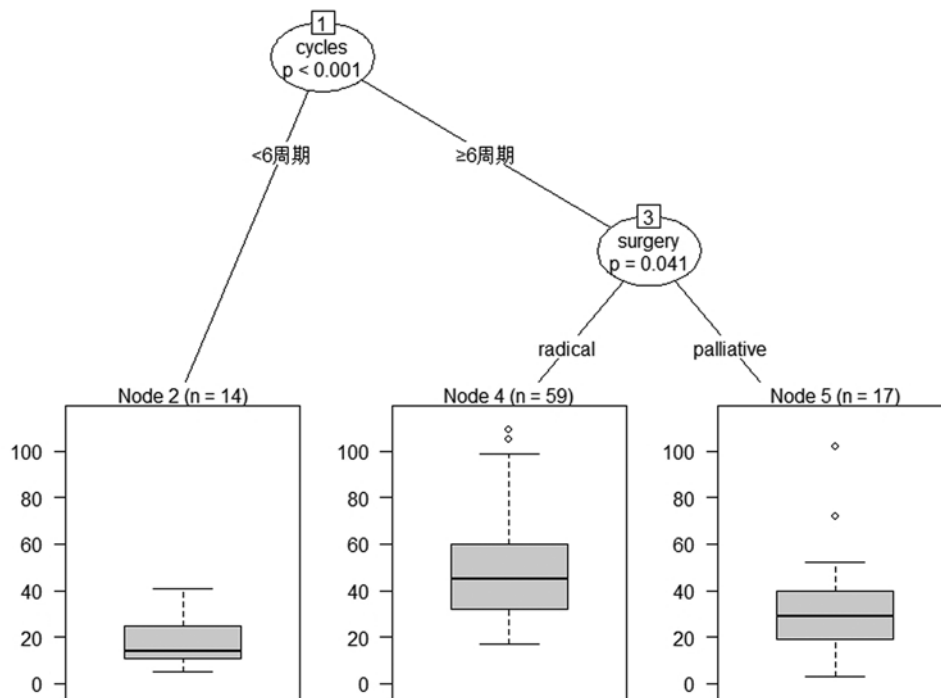 1
cycles
p < 0.001
<6周期
≥6周期
3
surgery
p = 0.041
radical
palliative
Node 2 (n = 14)
100
80
60
40
20
0
Node 4 (n = 59)
100
80
60
40
20
0
Node 5 (n = 17)
100
80
60
40
20
0